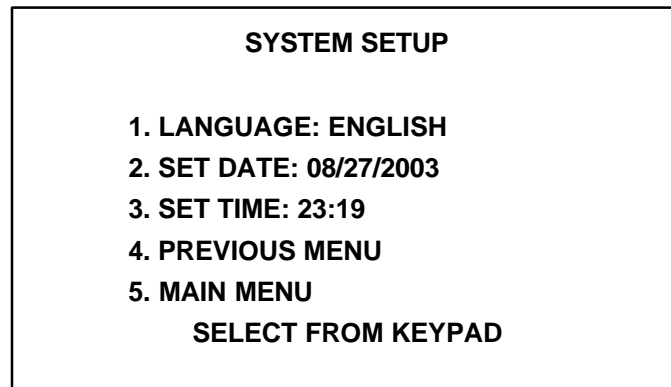 SYSTEM SETUP
1. LANGUAGE: ENGLISH
2. SET DATE: 08/27/2003
3. SET TIME: 23:19
4. PREVIOUS MENU
5. MAIN MENU
SELECT FROM KEYPAD